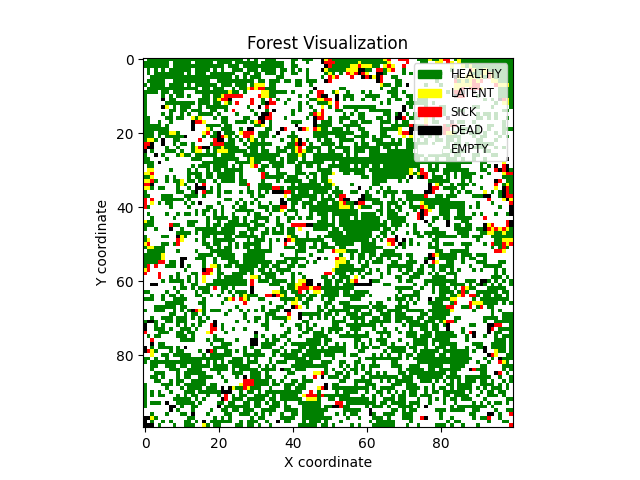 Forest Visualization
HEALTHY
LATENT
SICK
DEAD
EMPTY
0
20
40
60
80
Y coordinate
0
20
40
60
80
X coordinate